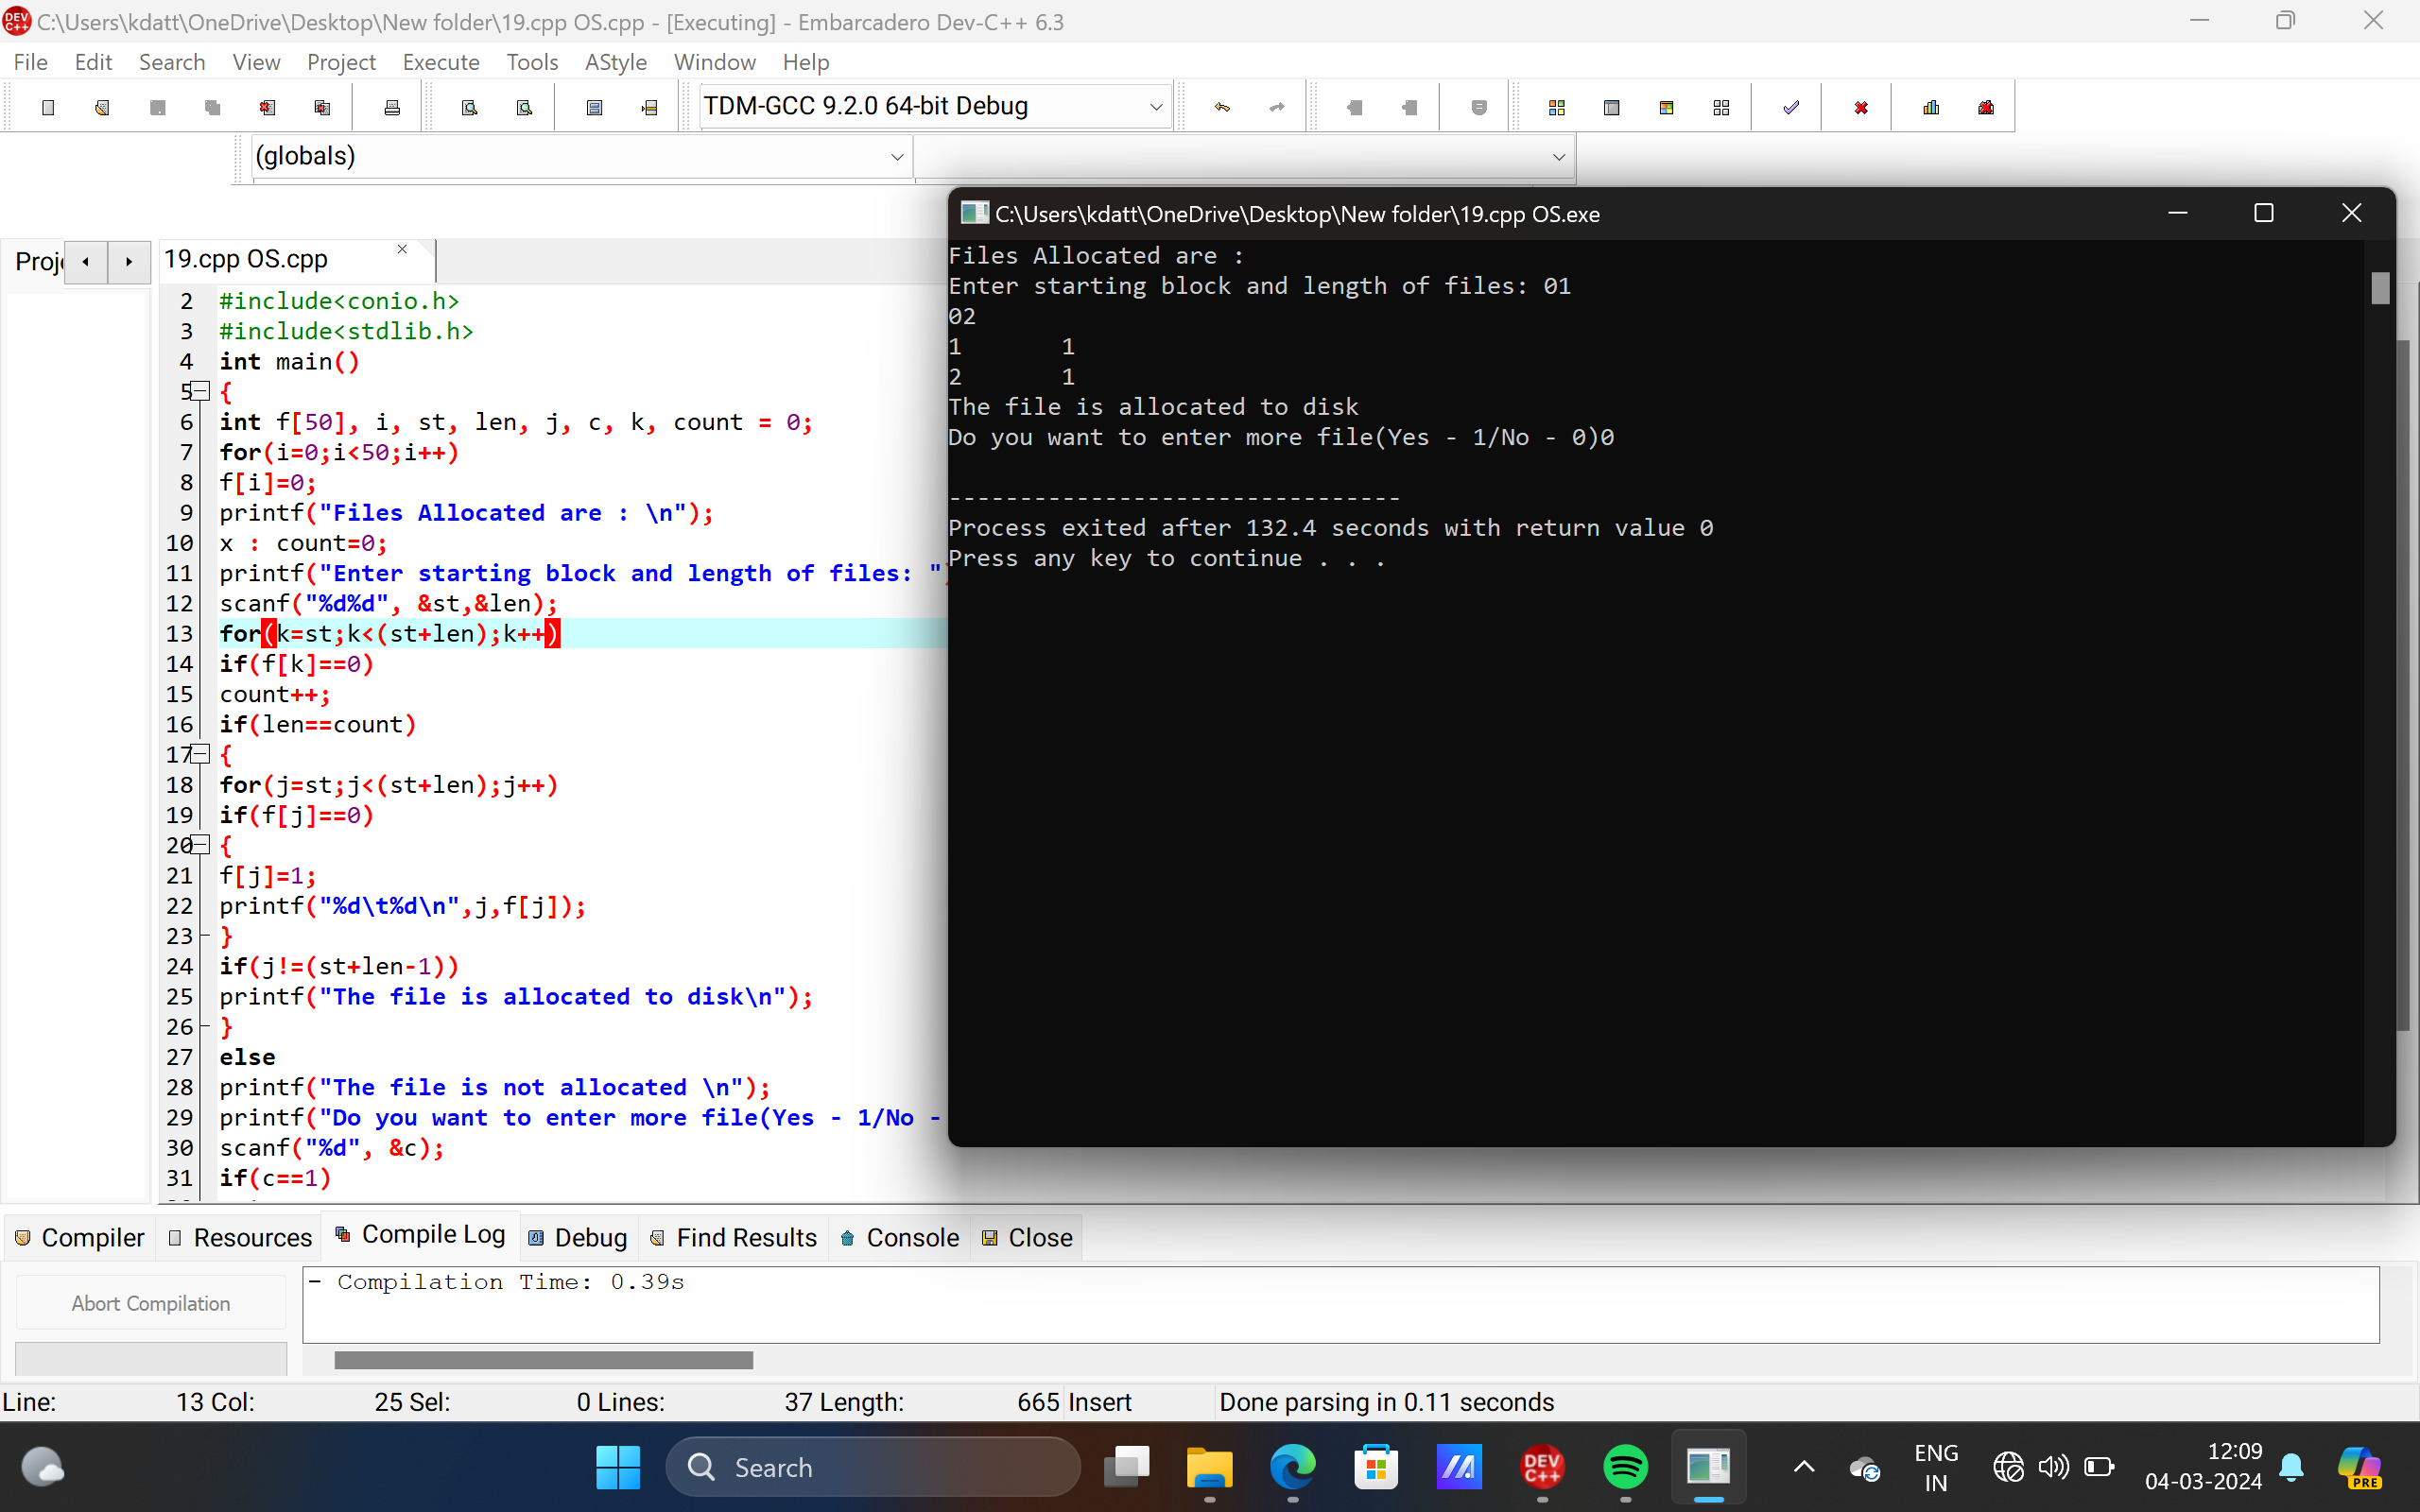 C:\Users\kdatt\OneDrive\Desktop\New folder\19.cpp OS.cpp - [Executing] - Embarcadero Dev-C++ 6.3
File Edit Search View Project Execute Tools AStyle Window Help
TDM-GCC 9.2.0 64-bit Debug
(globals)
19.cpp OS.cpp
2 #include<conio.h>
3 #include<stdlib.h>
4 int main()
5 {
6 int f[50], i, st, len, j, c, k, count = 0;
7 for(i=0;i<50;i++)
8 f[i]=0;
9 printf("Files Allocated are : \n");
10 x : count=0;
11 printf("Enter starting block and length of files: "
12 scanf("%d%d", &st,&len);
13 for(k=st;k<(st+len);k++)
14 if(f[k]==0)
15 count++;
16 if(len==count)
17 {
18 for(j=st;j<(st+len);j++)
19 if(f[j]==0)
20 {
21 f[j]=1;
22 printf("%d\t%d\n",j,f[j]);
23 }
24 if(j!=(st+len-1))
25 printf("The file is allocated to disk\n");
26 }
27 else
28 printf("The file is not allocated \n");
29 printf("Do you want to enter more file(Yes - 1/No -
30 scanf("%d", &c);
31 if(c==1)
C:\Users\kdatt\OneDrive\Desktop\New folder\19.cpp OS.exe
Files Allocated are :
Enter starting block and length of files: 01
02
1 1
2 1
The file is allocated to disk
Do you want to enter more file(Yes - 1/No - 0)0
--------------------------------
Process exited after 132.4 seconds with return value 0
Press any key to continue . . .
Compiler Resources Compile Log Debug Find Results Console Close
Abort Compilation
- Compilation Time: 0.39s
Line: 13 Col: 25 Sel: 0 Lines: 37 Length: 665 Insert Done parsing in 0.11 seconds
Search
DEV C++
ENG
IN
12:09
04-03-2024
PRE